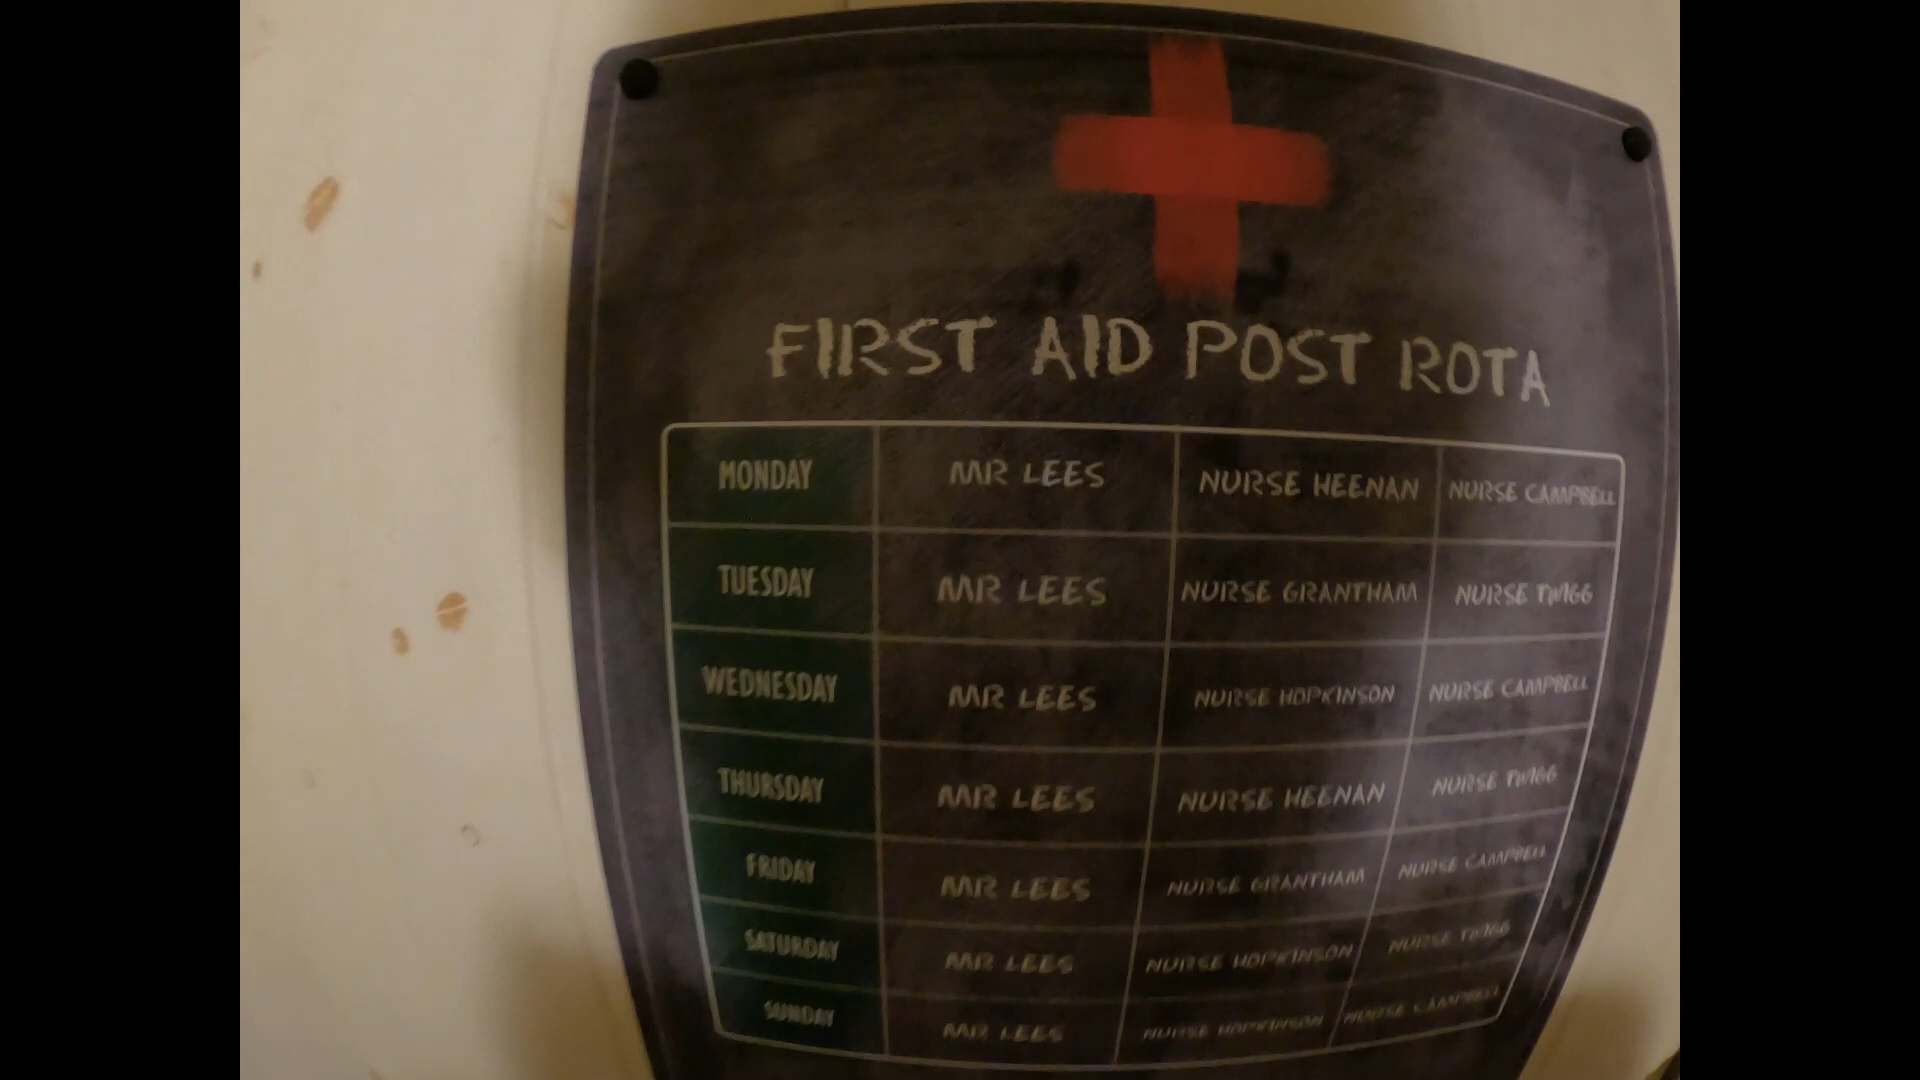 FIRST AID POST ROTA
MONDAY MR LEES NURSE HEENAN NURSE CAMPBELL
TUESDAY MR LEES NURSE GRANTHAM NURSE TWIGG
WEDNESDAY MR LEES NURSE HOPKINSON NURSE CAMPBELL
THURSDAY MR LEES NURSE HEENAN NURSE TWIGG
FRIDAY MR LEES NURSE GRANTHAM NURSE CAMPBELL
SATURDAY MR LEES NURSE HOPKINSON NURSE TWIGG
SUNDAY MR LEES NURSE HOPKINSON NURSE CAMPBELL